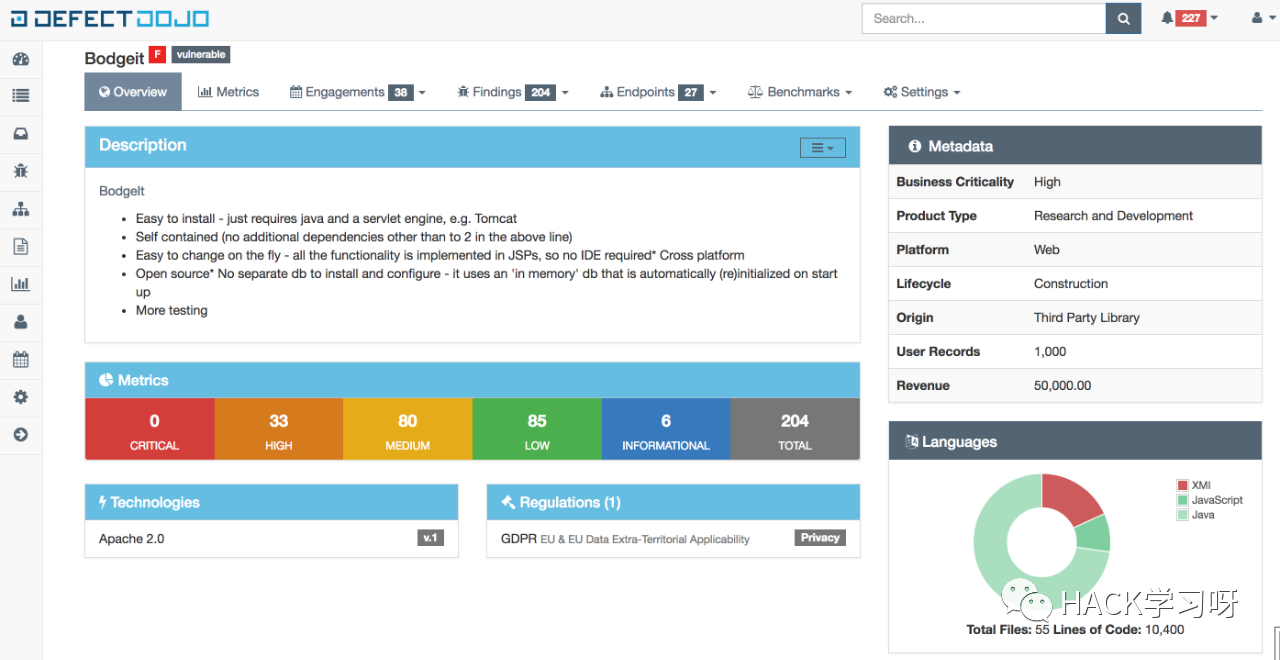 DEFECTDOJO
Search...
227
Bodgeit F vulnerable
Overview
Metrics
Engagements 38
Findings 204
Endpoints 27
Benchmarks
Settings
Description
BodgeIt
Easy to install - just requires java and a servlet engine, e.g. Tomcat
Self contained (no additional dependencies other than to 2 in the above line)
Easy to change on the fly - all the functionality is implemented in JSPs, so no IDE required* Cross platform
Open source* No separate db to install and configure - it uses an 'in memory' db that is automatically (re)initialized on start
up
More testing
Metrics
0
CRITICAL
33
HIGH
80
MEDIUM
85
LOW
6
INFORMATIONAL
204
TOTAL
Technologies
Apache 2.0 v.1
Regulations (1)
GDPR EU & EU Data Extra-Territorial Applicability Privacy
Metadata
Business Criticality High
Product Type Research and Development
Platform Web
Lifecycle Construction
Origin Third Party Library
User Records 1,000
Revenue 50,000.00
Languages
XMl
JavaScript
Java
HACK学习呀
Total Files: 55 Lines of Code: 10,400